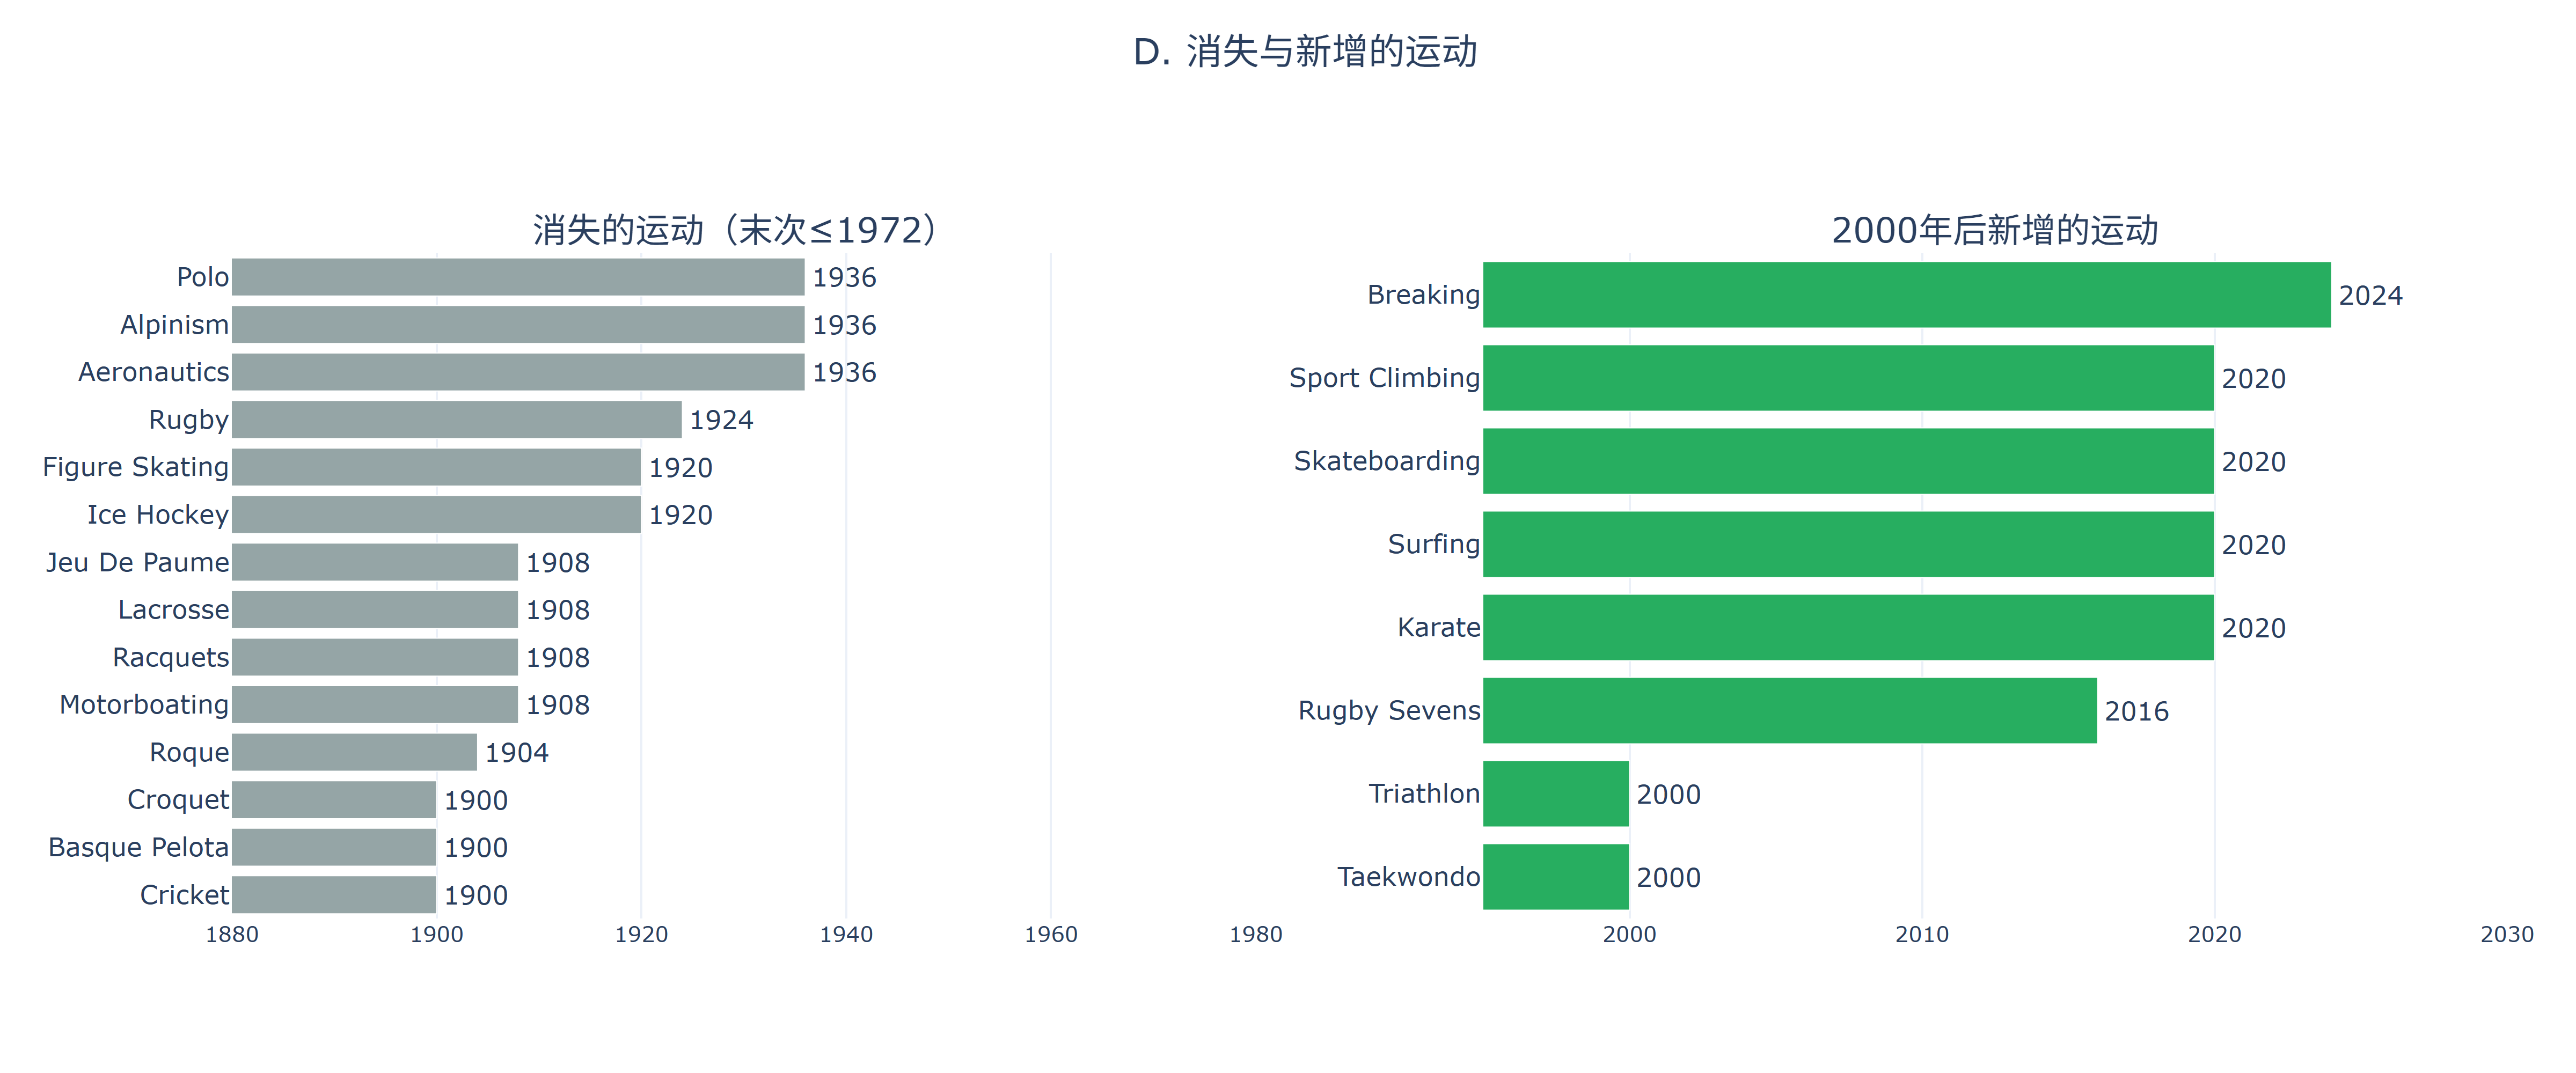 D. 消失与新增的运动
消失的运动（末次≤1972）
Polo 1936
Alpinism 1936
Aeronautics 1936
Rugby 1924
Figure Skating 1920
Ice Hockey 1920
Jeu De Paume 1908
Lacrosse 1908
Racquets 1908
Motorboating 1908
Roque 1904
Croquet 1900
Basque Pelota 1900
Cricket 1900
1880 1900 1920 1940 1960 1980
2000年后新增的运动
Breaking 2024
Sport Climbing 2020
Skateboarding 2020
Surfing 2020
Karate 2020
Rugby Sevens 2016
Triathlon 2000
Taekwondo 2000
2000 2010 2020 2030